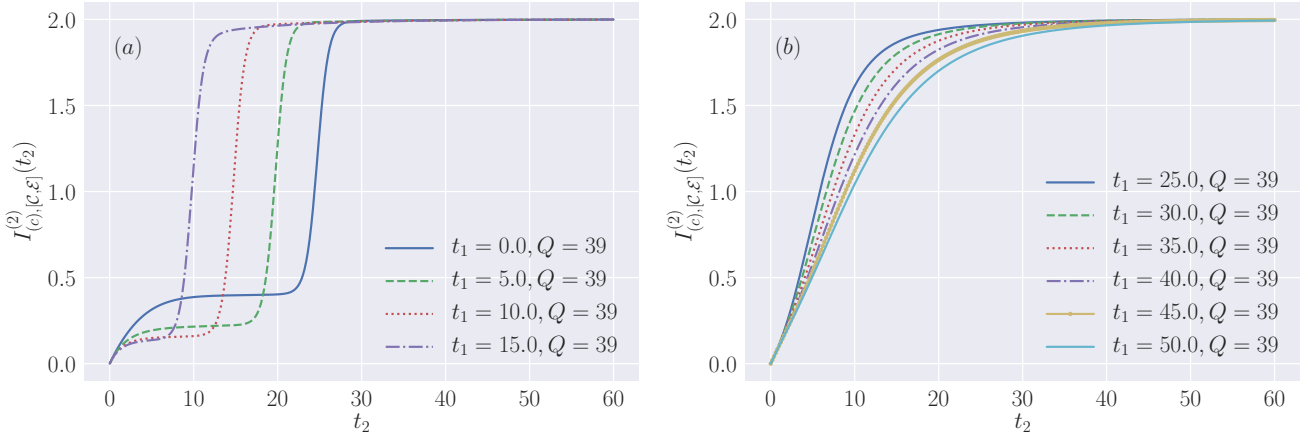 (a)
I^{(2)}_{(c),[\mathcal{C},\mathcal{E}]}(t_2)
2.0
1.5
1.0
0.5
0.0
t_1 = 0.0, Q = 39
t_1 = 5.0, Q = 39
t_1 = 10.0, Q = 39
t_1 = 15.0, Q = 39
0 10 20 30 40 50 60
t_2
(b)
I^{(2)}_{(c),[\mathcal{C},\mathcal{E}]}(t_2)
2.0
1.5
1.0
0.5
0.0
t_1 = 25.0, Q = 39
t_1 = 30.0, Q = 39
t_1 = 35.0, Q = 39
t_1 = 40.0, Q = 39
t_1 = 45.0, Q = 39
t_1 = 50.0, Q = 39
0 10 20 30 40 50 60
t_2